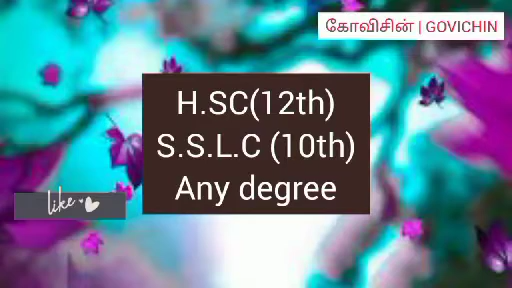 கோவிசின் | GOVICHIN
H.SC(12th)
S.S.L.C (10th)
Any degree
like